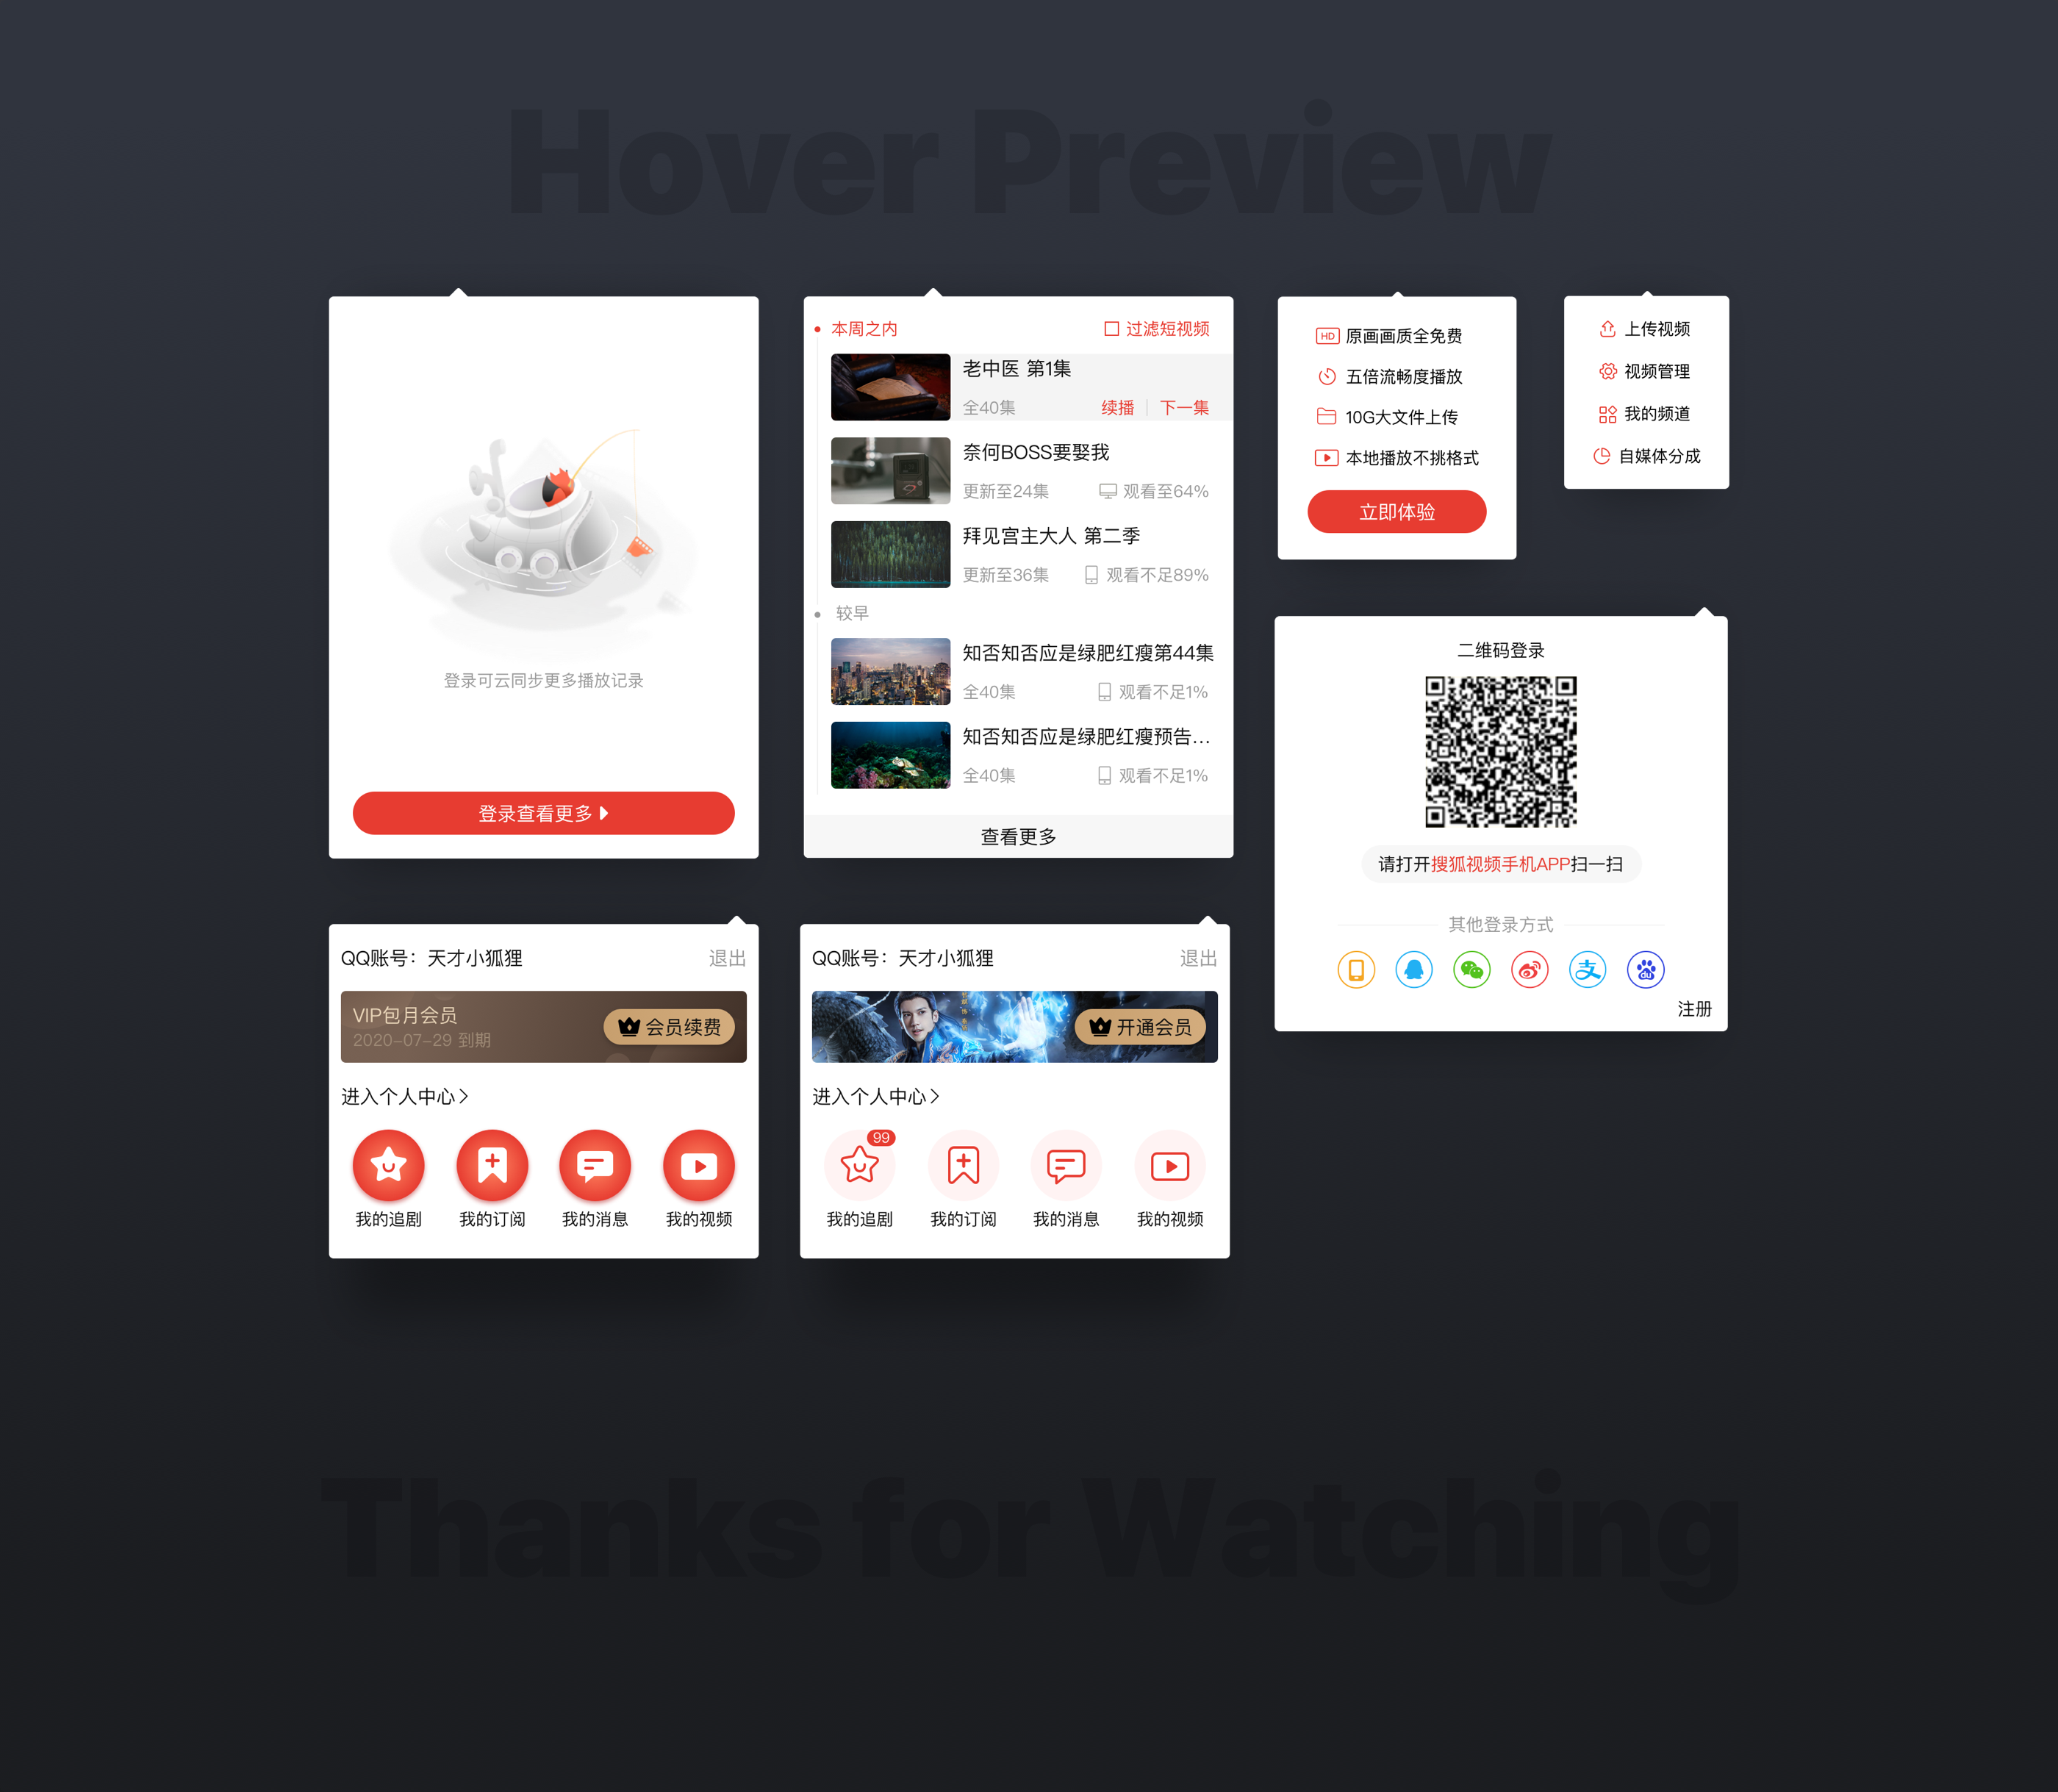 Hover Preview
登录可云同步更多播放记录
登录查看更多
本周之内
过滤短视频
老中医 第1集
全40集
续播
下一集
奈何BOSS要娶我
更新至24集
观看至64%
拜见宫主大人 第二季
更新至36集
观看不足89%
较早
知否知否应是绿肥红瘦第44集
全40集
观看不足1%
知否知否应是绿肥红瘦预告...
全40集
观看不足1%
查看更多
HD 原画画质全免费
五倍流畅度播放
10G大文件上传
本地播放不挑格式
立即体验
上传视频
视频管理
我的频道
自媒体分成
二维码登录
请打开搜狐视频手机APP扫一扫
其他登录方式
支
du
注册
QQ账号：天才小狐狸
退出
VIP包月会员
2020-07-29 到期
会员续费
进入个人中心
我的追剧
我的订阅
我的消息
我的视频
QQ账号：天才小狐狸
退出
开通会员
进入个人中心
99
我的追剧
我的订阅
我的消息
我的视频
Thanks for Watching